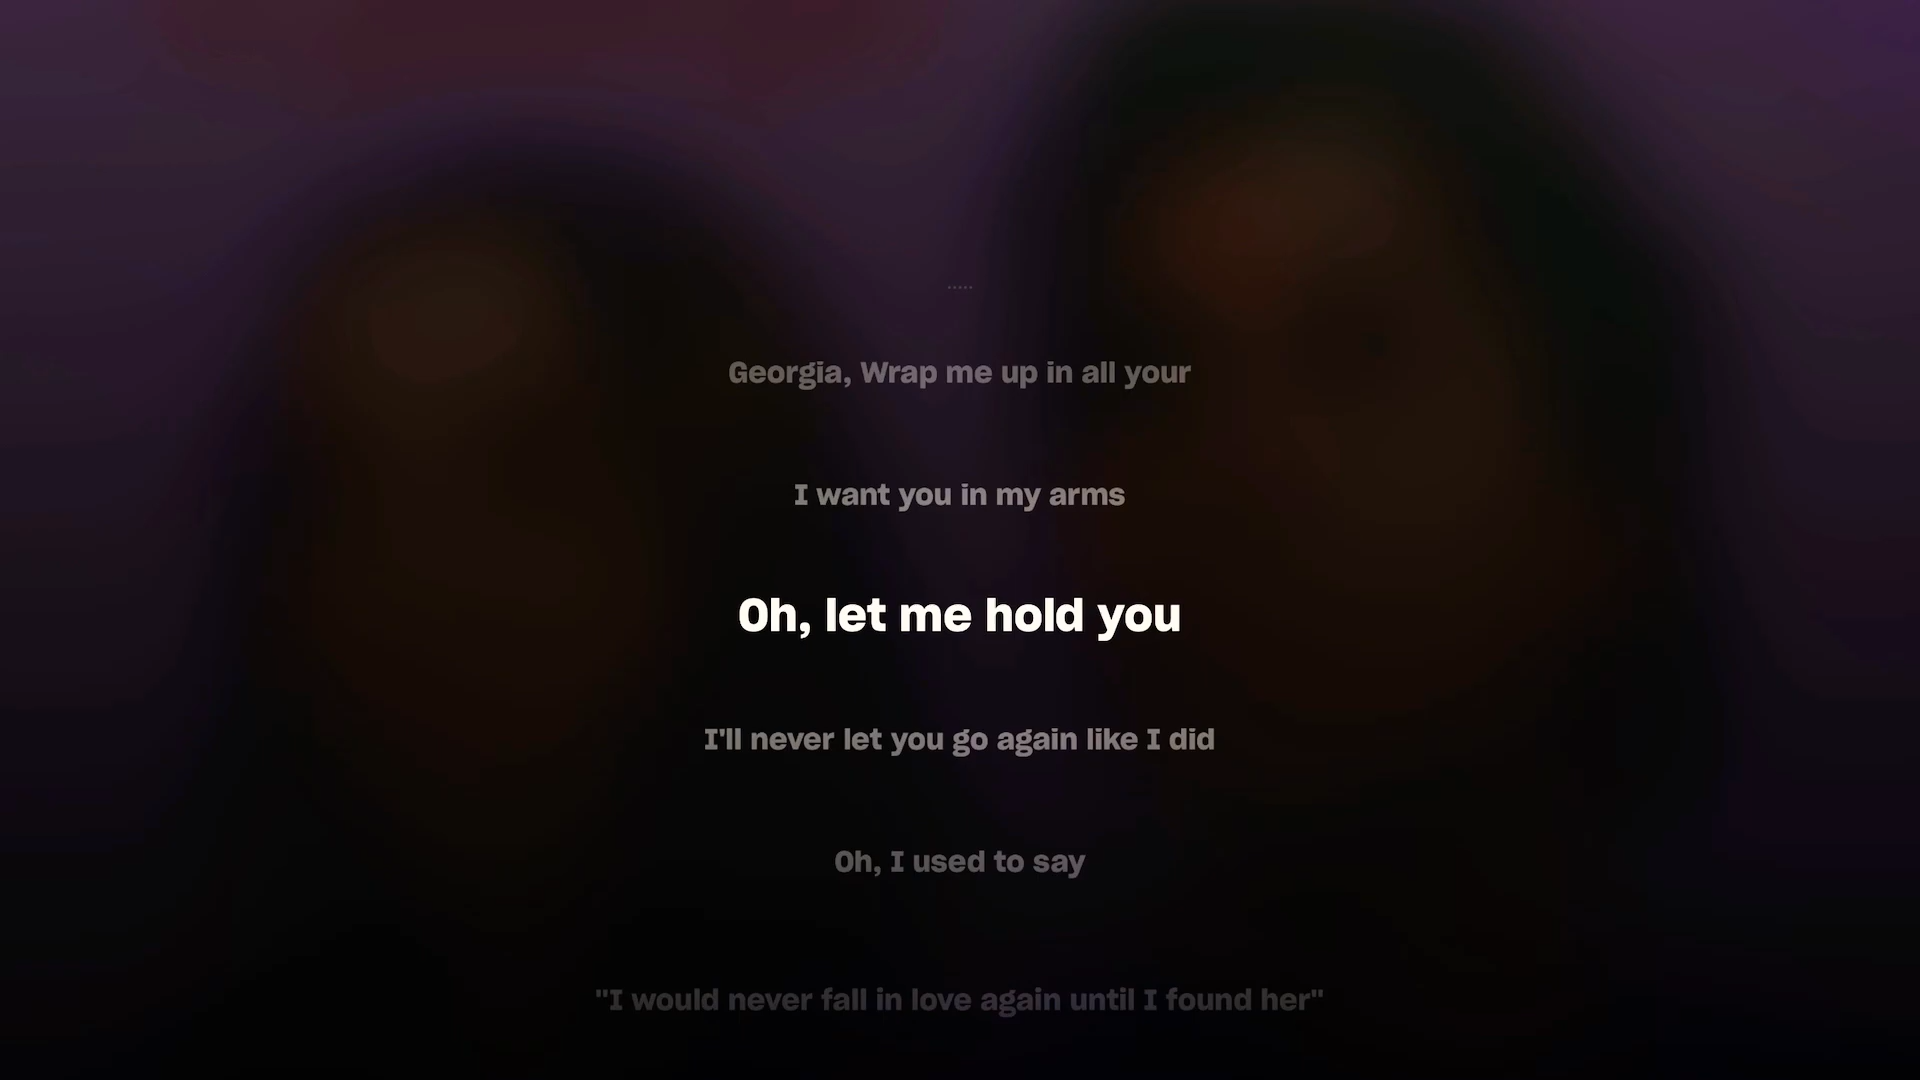 .....
Georgia, Wrap me up in all your
I want you in my arms
Oh, let me hold you
I'll never let you go again like I did
Oh, I used to say
"I would never fall in love again until I found her"